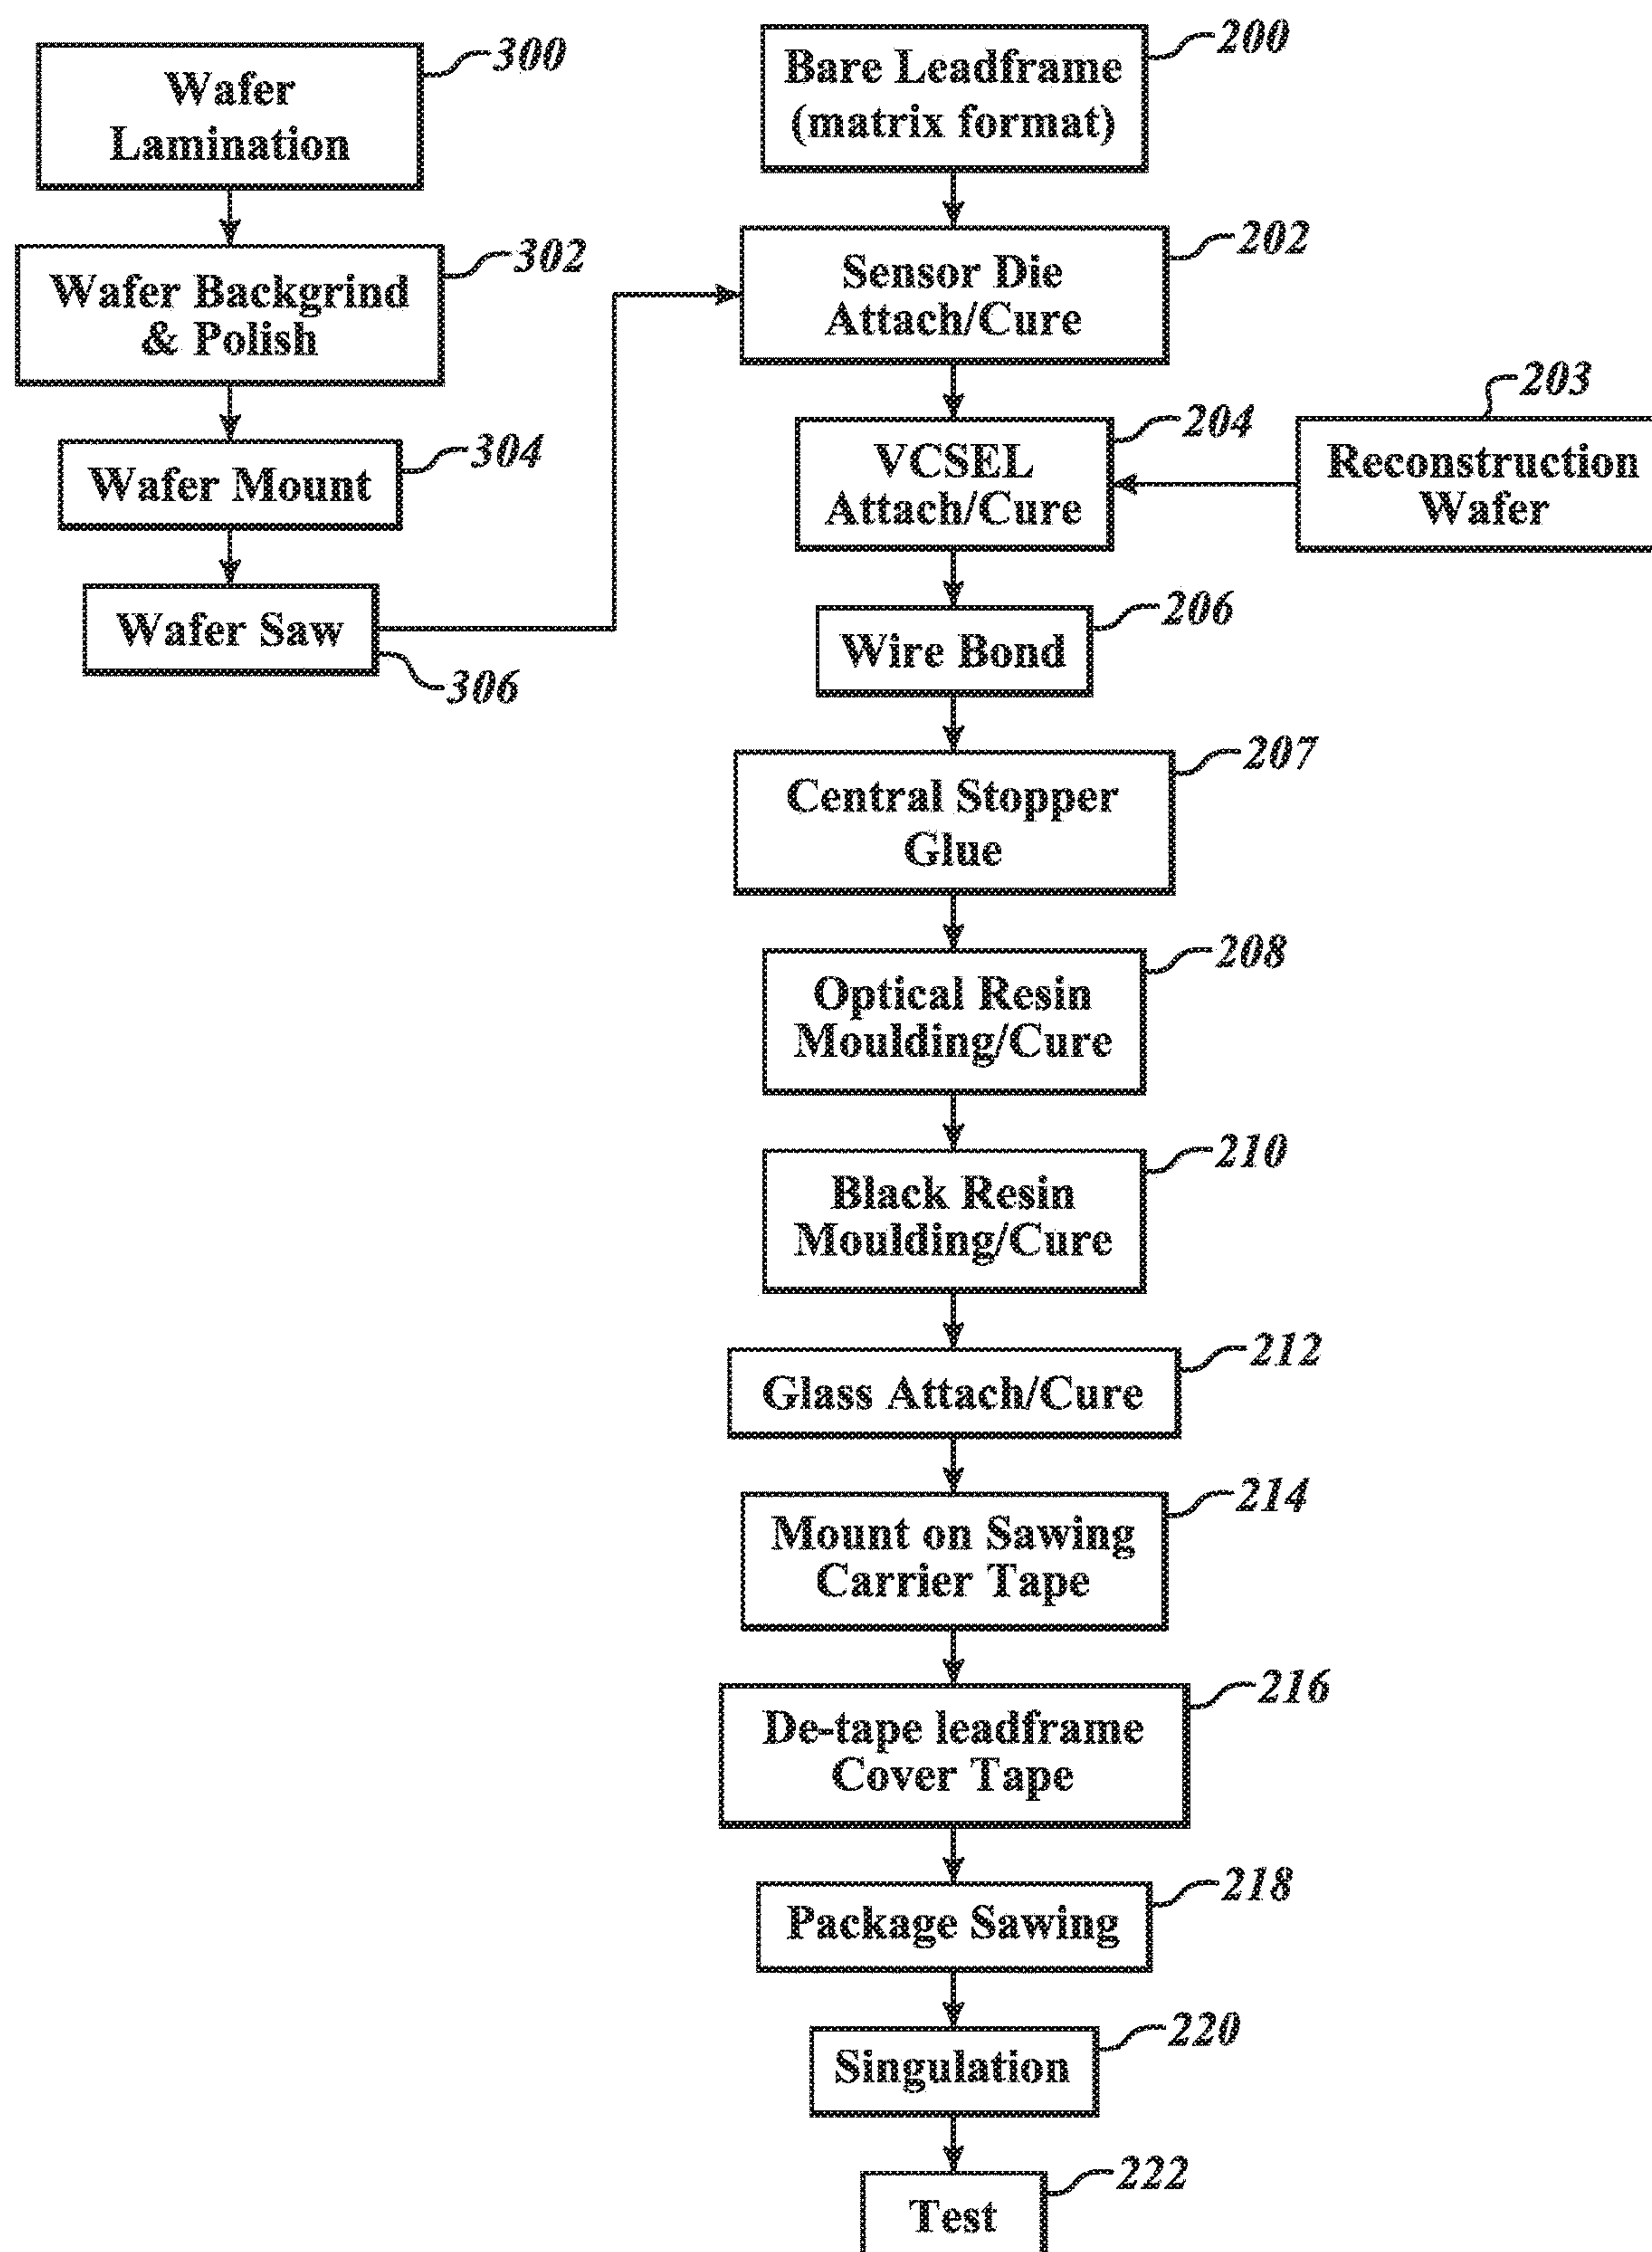 300
Wafer
Lamination
302
Wafer Backgrind
& Polish
304
Wafer Mount
Wafer Saw
306
200
Bare Leadframe
(matrix format)
202
Sensor Die
Attach/Cure
203
Reconstruction
Wafer
204
VCSEL
Attach/Cure
206
Wire Bond
207
Central Stopper
Glue
208
Optical Resin
Moulding/Cure
210
Black Resin
Moulding/Cure
212
Glass Attach/Cure
214
Mount on Sawing
Carrier Tape
216
De-tape leadframe
Cover Tape
218
Package Sawing
220
Singulation
222
Test